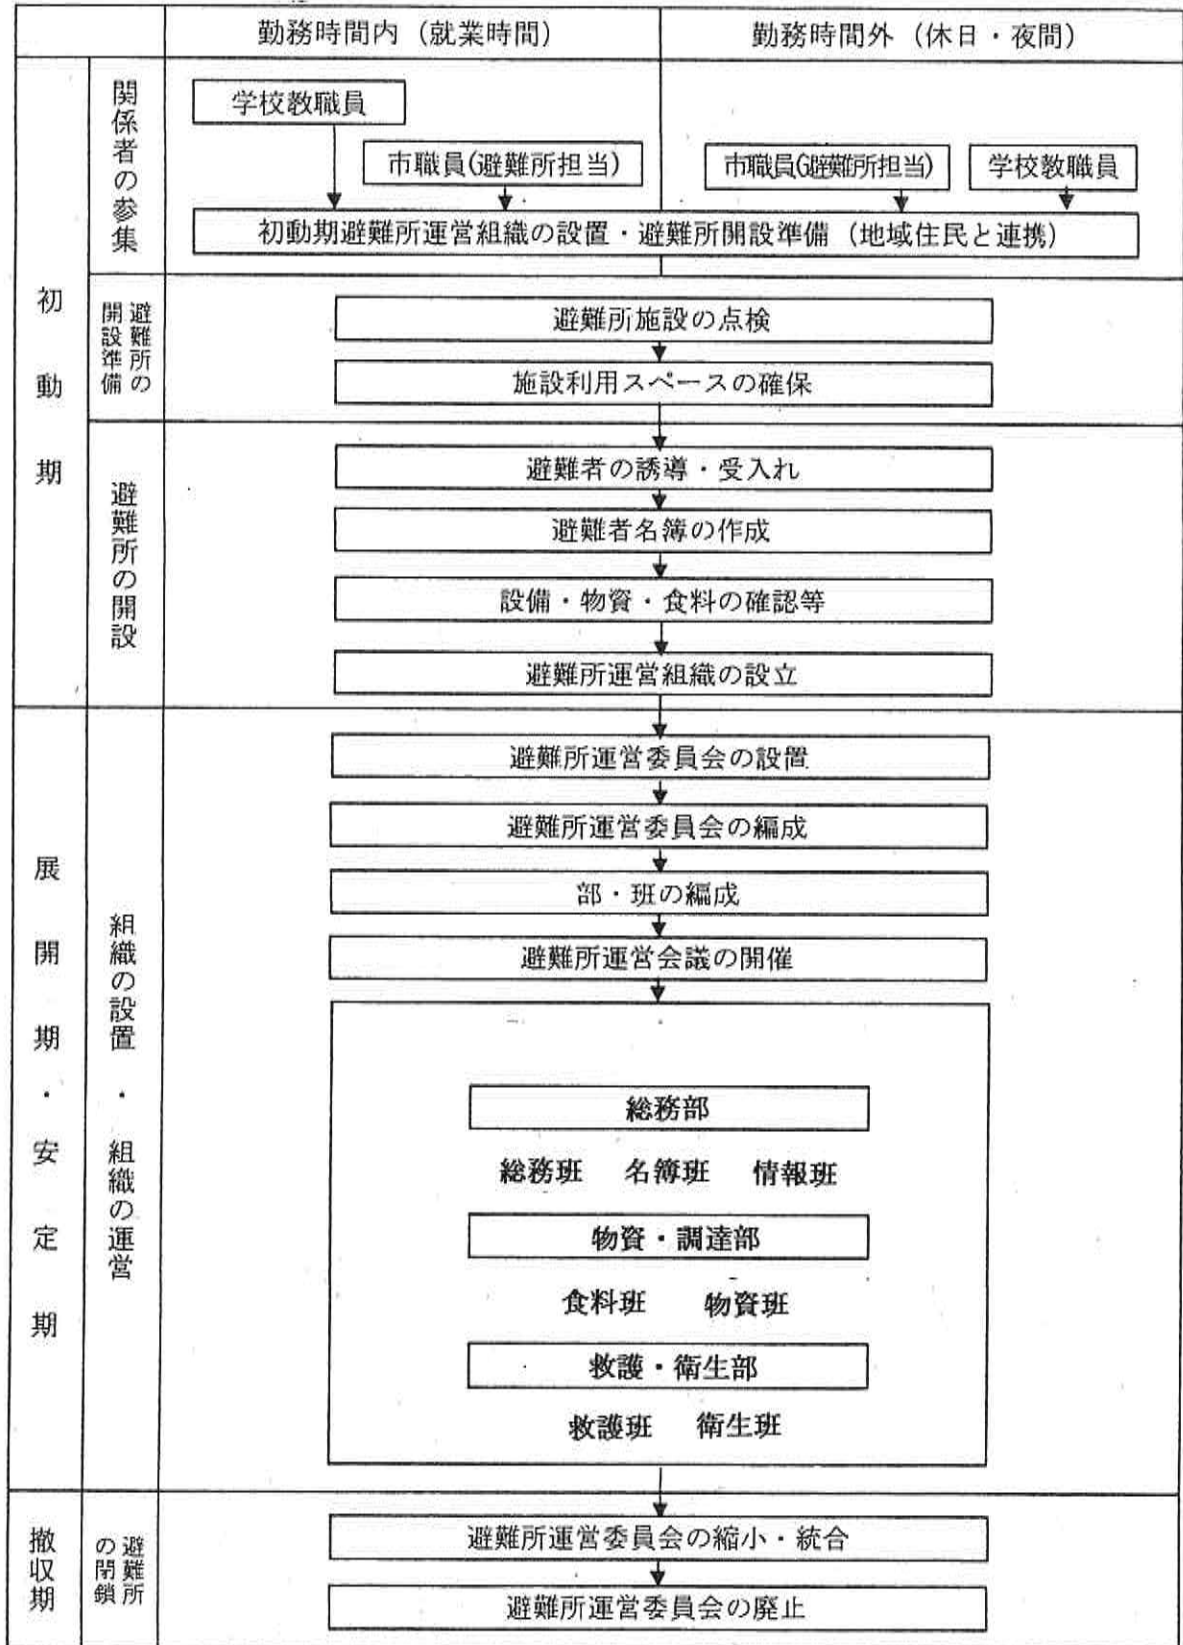 勤務時間内（就業時間）
勤務時間外（休日・夜間）
初動期
関係者の参集
学校教職員
市職員(避難所担当)
市職員(避難所担当)
学校教職員
初動期避難所運営組織の設置・避難所開設準備（地域住民と連携）
避難所の
開設準備
避難所施設の点検
施設利用スペースの確保
避難所の開設
避難者の誘導・受入れ
避難者名簿の作成
設備・物資・食料の確認等
避難所運営組織の設立
展開期・安定期
組織の設置・組織の運営
避難所運営委員会の設置
避難所運営委員会の編成
部・班の編成
避難所運営会議の開催
総務部
総務班 名簿班 情報班
物資・調達部
食料班 物資班
救護・衛生部
救護班 衛生班
撤収期
避難所
の閉鎖
避難所運営委員会の縮小・統合
避難所運営委員会の廃止